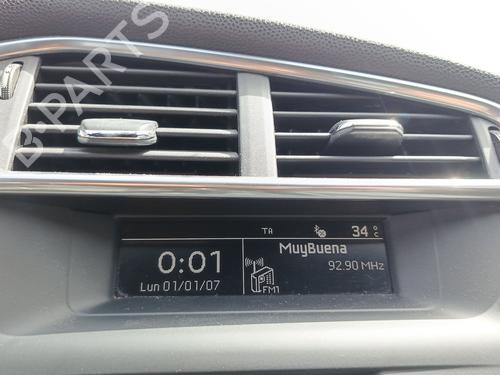 B-PARTS
TA 34 °C
MuyBuena
0:01
92.90 MHz
Lun 01/01/07
FM1